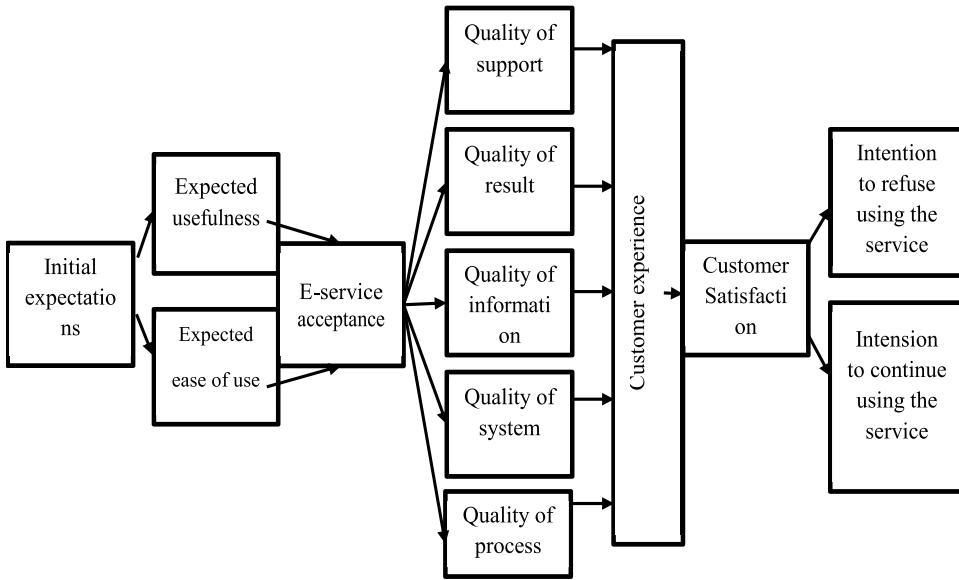 Initial
expectatio
ns
Expected
usefulness
Expected
ease of use
E-service
acceptance
Quality of
support
Quality of
result
Quality of
informati
on
Quality of
system
Quality of
process
Customer experience
Customer
Satisfacti
on
Intention
to refuse
using the
service
Intension
to continue
using the
service